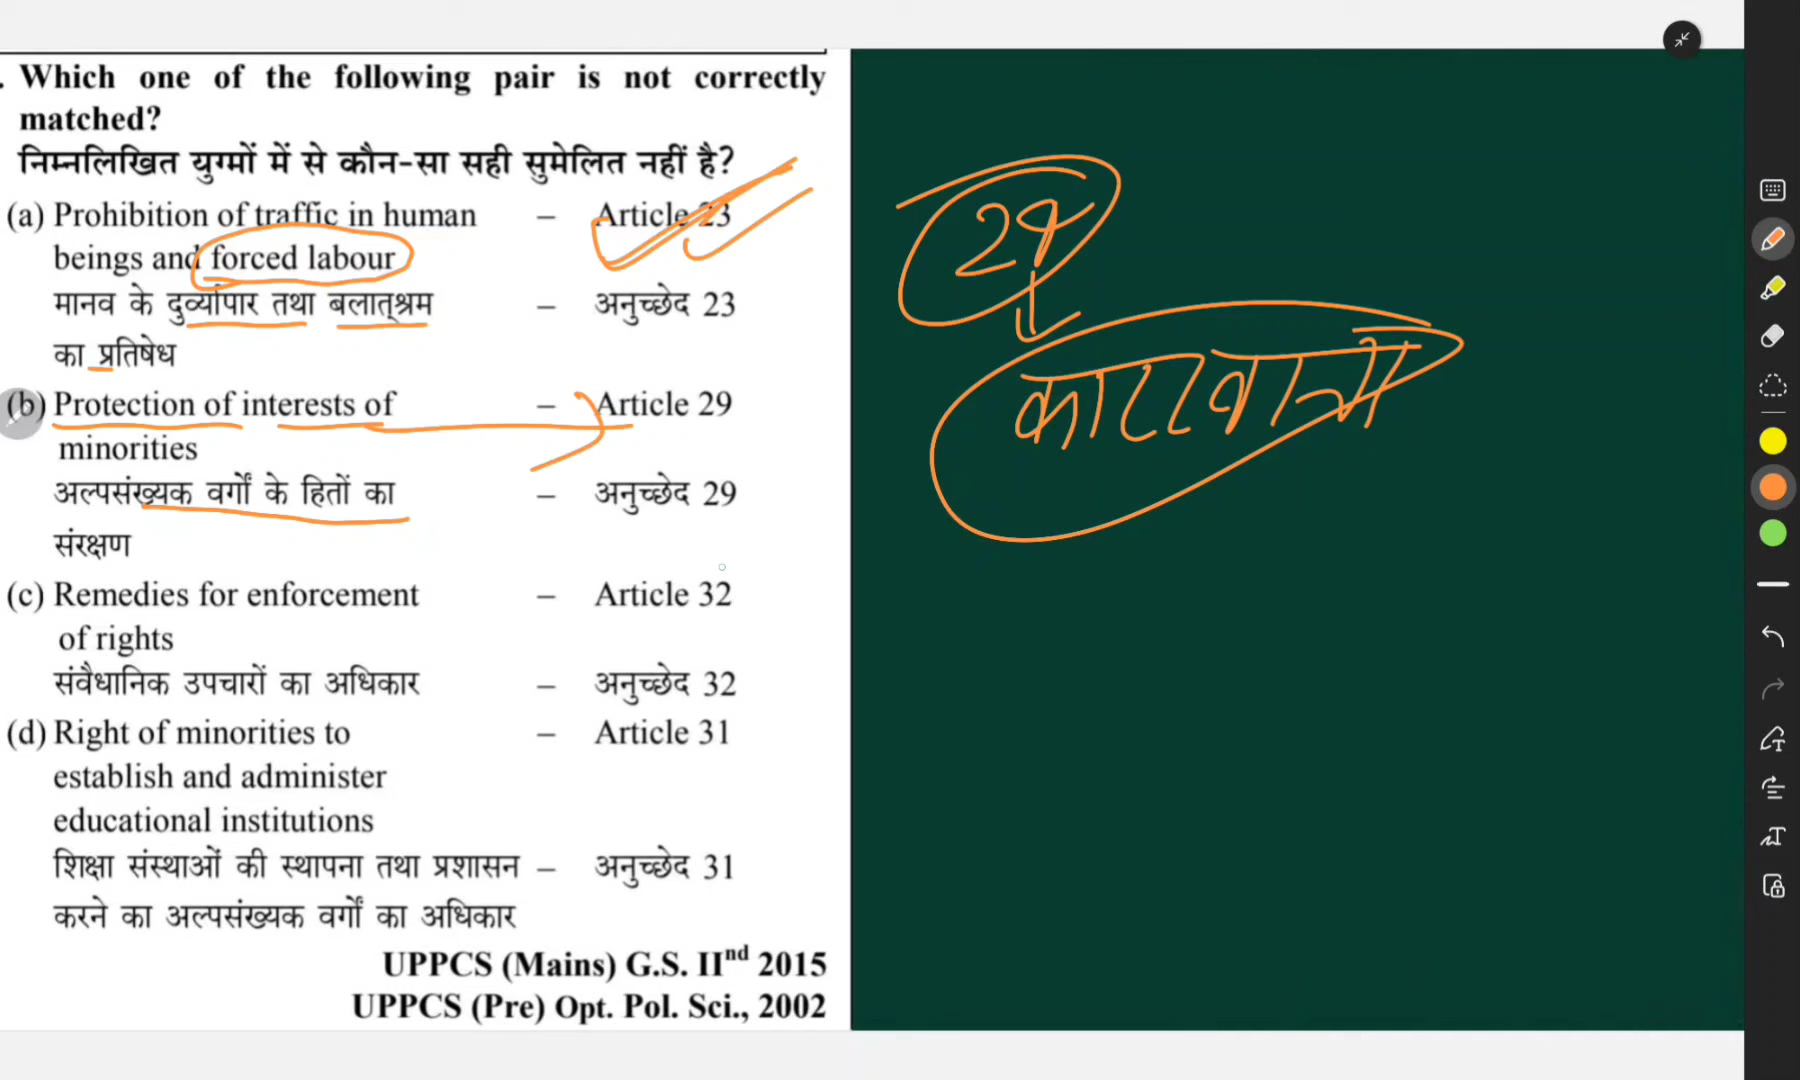 . Which one of the following pair is not correctly
matched?
निम्नलिखित युग्मों में से कौन-सा सही सुमेलित नहीं है?
(a) Prohibition of traffic in human – Article 23
beings and forced labour
मानव के दुर्व्यापार तथा बलात्श्रम – अनुच्छेद 23
का प्रतिषेध
(b) Protection of interests of – Article 29
minorities
अल्पसंख्यक वर्गों के हितों का – अनुच्छेद 29
संरक्षण
(c) Remedies for enforcement – Article 32
of rights
संवैधानिक उपचारों का अधिकार – अनुच्छेद 32
(d) Right of minorities to – Article 31
establish and administer
educational institutions
शिक्षा संस्थाओं की स्थापना तथा प्रशासन – अनुच्छेद 31
करने का अल्पसंख्यक वर्गों का अधिकार
UPPCS (Mains) G.S. IInd 2015
UPPCS (Pre) Opt. Pol. Sci., 2002